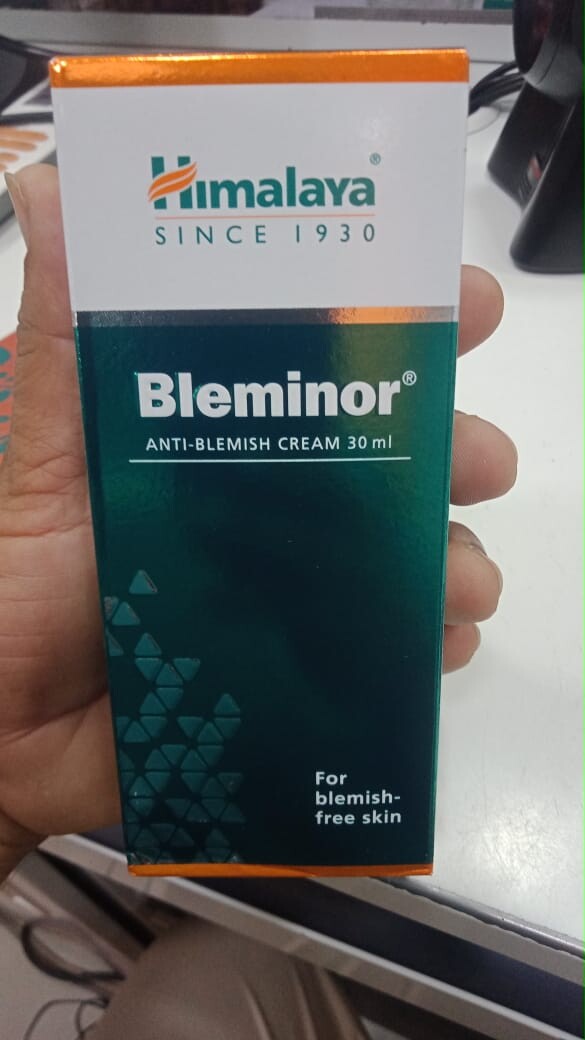 Himalaya®
SINCE 1930
Bleminor®
ANTI-BLEMISH CREAM 30 ml
For
blemish-
free skin